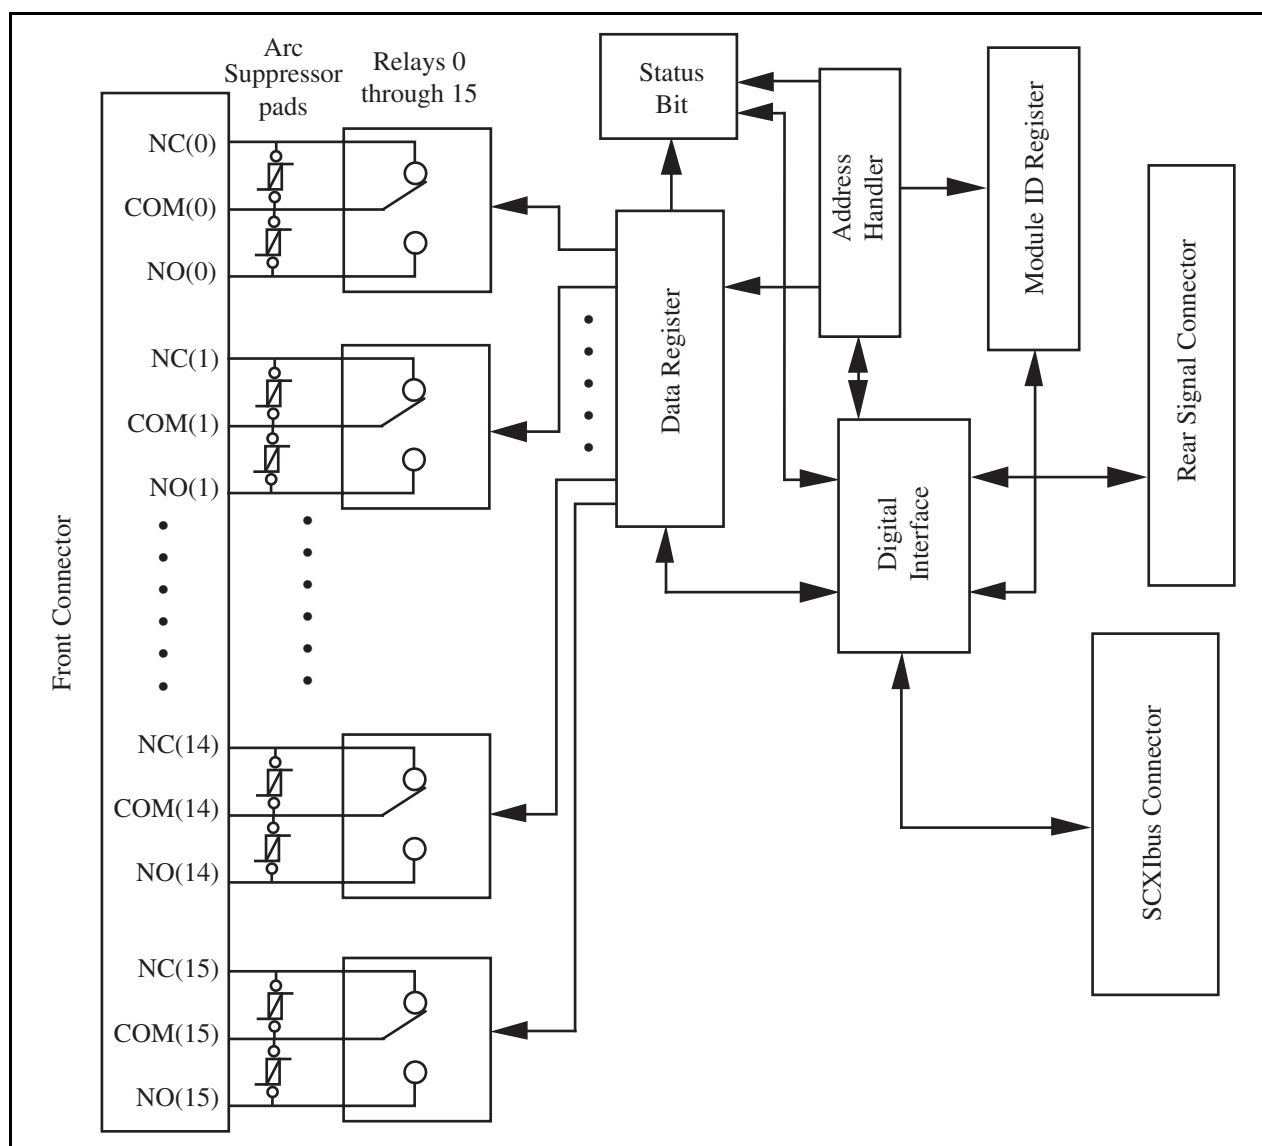 Arc
Suppressor
pads
Relays 0
through 15
Status
Bit
Address
Handler
Module ID Register
Rear Signal Connector
NC(0)
COM(0)
NO(0)
NC(1)
COM(1)
NO(1)
Data Register
Digital
Interface
Front Connector
SCXIbus Connector
NC(14)
COM(14)
NO(14)
NC(15)
COM(15)
NO(15)